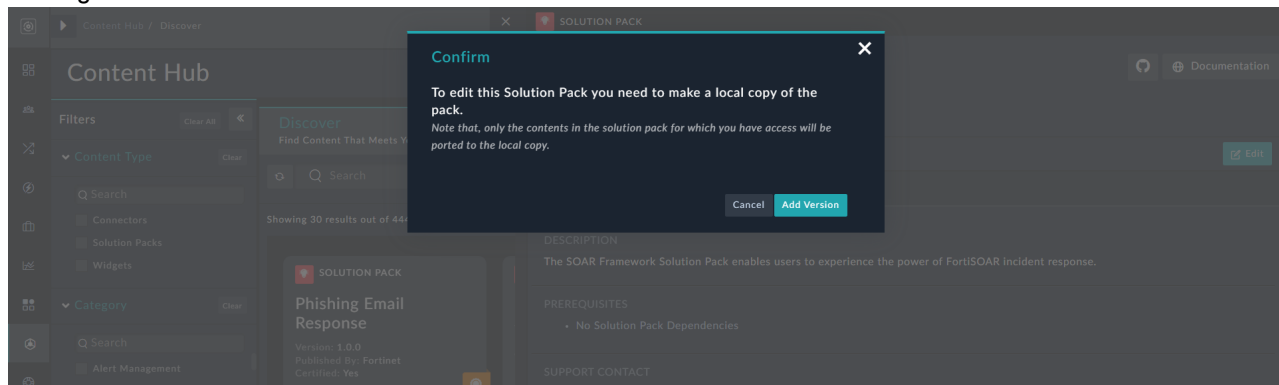 Content Hub / Discover
SOLUTION PACK
Confirm
To edit this Solution Pack you need to make a local copy of the
pack.
Note that, only the contents in the solution pack for which you have access will be
ported to the local copy.
Cancel
Add Version
Content Hub
Documentation
Filters
Clear All
Discover
Find Content That Meets Y
Content Type
Clear
Search
Edit
Search
Connectors
Solution Packs
Widgets
Showing 30 results out of 444
SOLUTION PACK
Phishing Email
Response
Version: 1.0.0
Published By: Fortinet
Certified: Yes
Category
Clear
Search
Alert Management
DESCRIPTION
The SOAR Framework Solution Pack enables users to experience the power of FortiSOAR incident response.
PREREQUISITES
No Solution Pack Dependencies
SUPPORT CONTACT